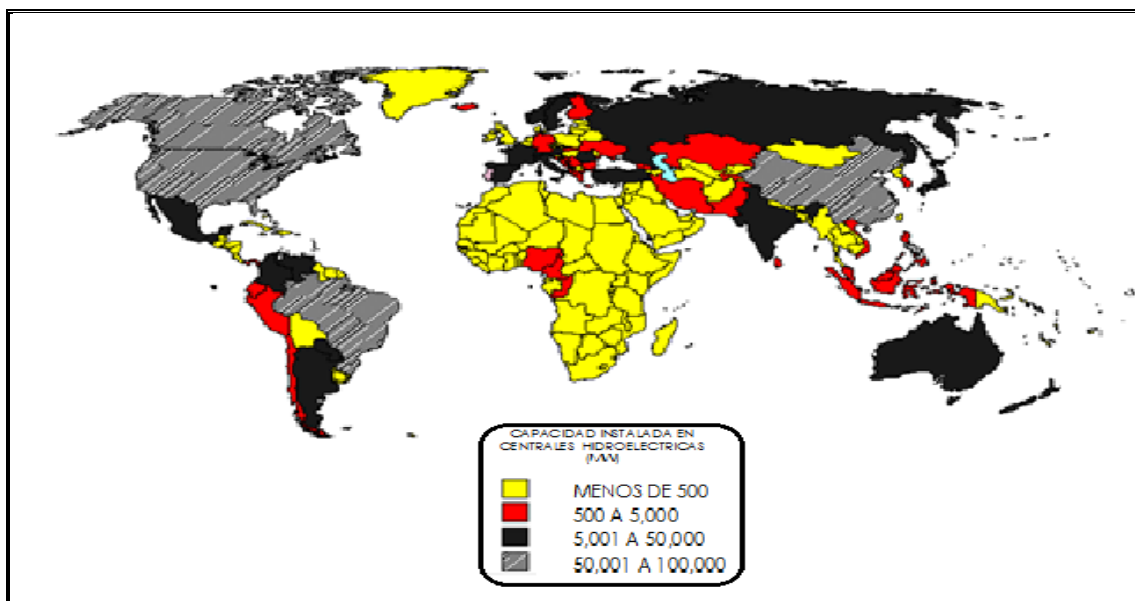 CAPACIDAD INSTALADA EN
CENTRALES HIDROELECTRICAS
(MW)
MENOS DE 500
500 A 5,000
5,001 A 50,000
50,001 A 100,000